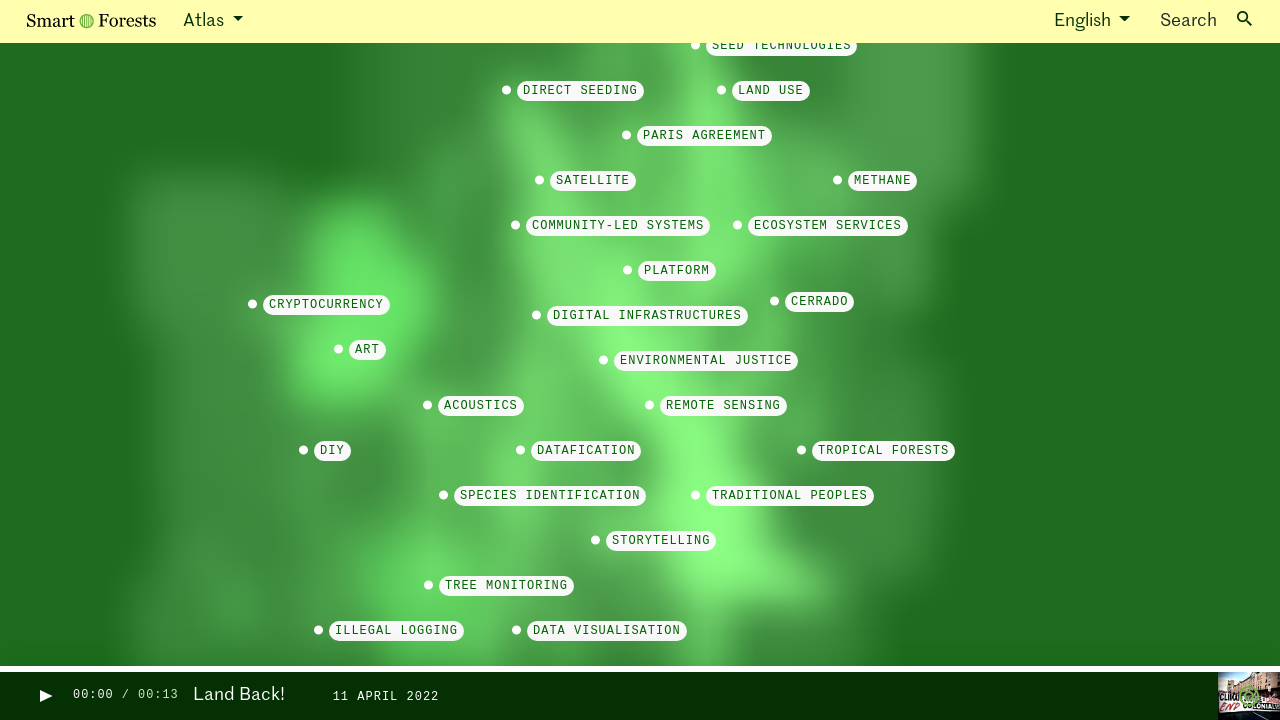 Smart Forests Atlas English Search
SEED TECHNOLOGIES
DIRECT SEEDING LAND USE
PARIS AGREEMENT
SATELLITE METHANE
COMMUNITY-LED SYSTEMS ECOSYSTEM SERVICES
PLATFORM
CRYPTOCURRENCY CERRADO
DIGITAL INFRASTRUCTURES
ART
ENVIRONMENTAL JUSTICE
ACOUSTICS REMOTE SENSING
DIY DATAFICATION TROPICAL FORESTS
SPECIES IDENTIFICATION TRADITIONAL PEOPLES
STORYTELLING
TREE MONITORING
ILLEGAL LOGGING DATA VISUALISATION
00:00 / 00:13 Land Back! 11 APRIL 2022
END